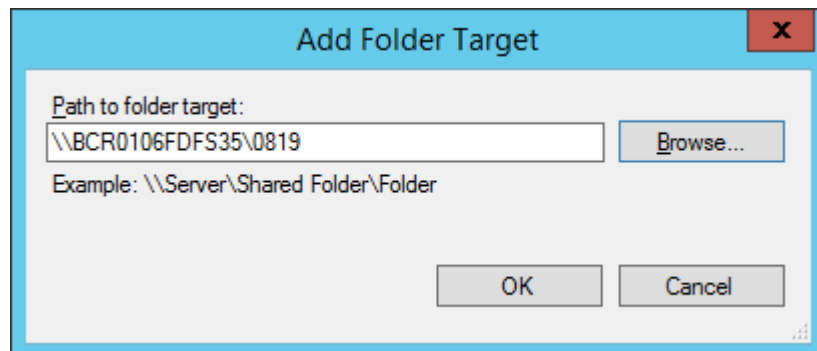 Add Folder Target
x
Path to folder target:
\\BCR0106FDFS35\0819
Browse...
Example: \\Server\Shared Folder\Folder
OK
Cancel